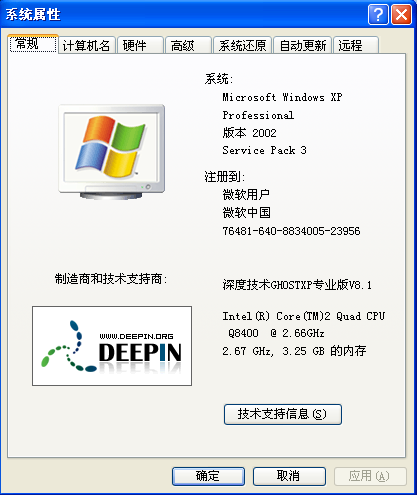 系统属性
常规 计算机名 硬件 高级 系统还原 自动更新 远程
系统:
Microsoft Windows XP
Professional
版本 2002
Service Pack 3
注册到:
微软用户
微软中国
76481-640-8834005-23956
制造商和技术支持商:
WWW.DEEPIN.ORG
DEEPIN
深度技术GHOSTXP专业版V8.1
Intel(R) Core(TM)2 Quad CPU
Q8400 @ 2.66GHz
2.67 GHz, 3.25 GB 的内存
技术支持信息(S)
确定 取消 应用(A)